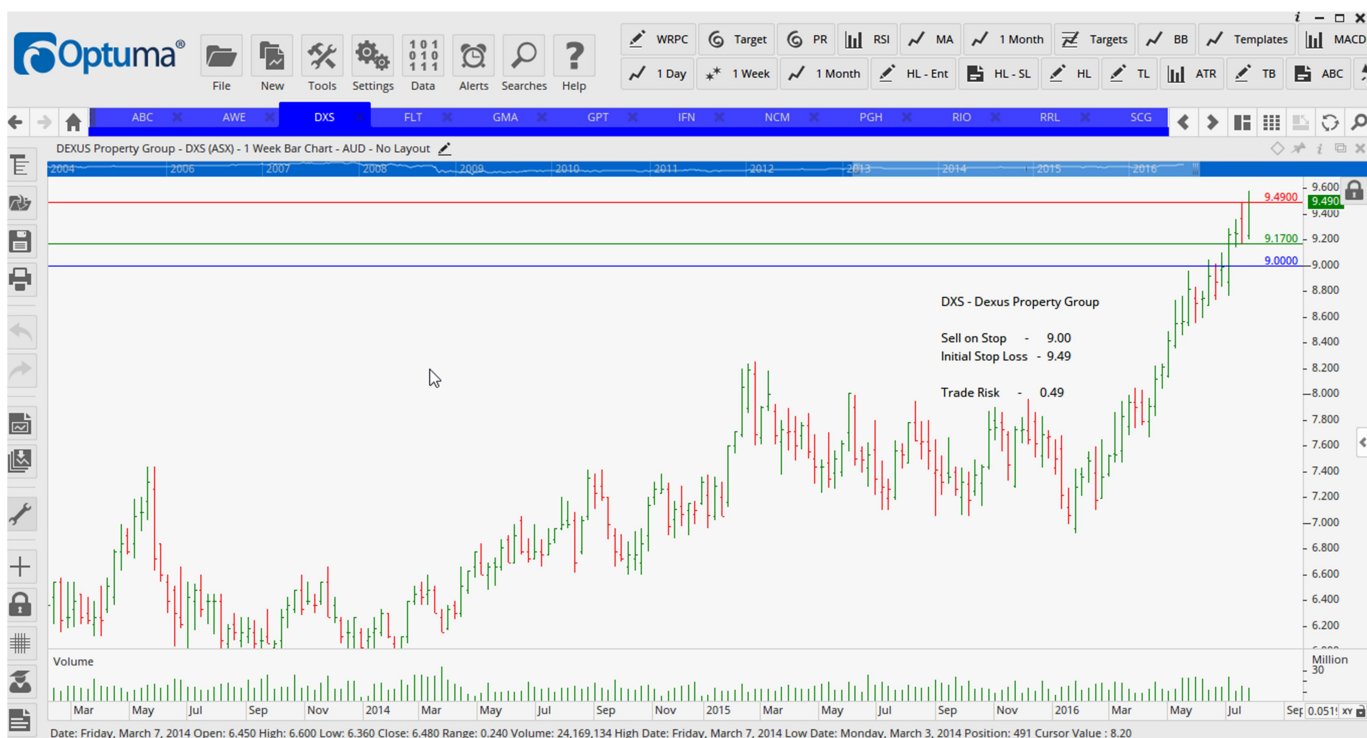 i
Optuma®
File New Tools Settings Data Alerts Searches Help
101
010
111
WRPC Target PR RSI MA 1 Month Targets BB Templates MACD
1 Day 1 Week 1 Month HL - Ent HL - SL HL TL ATR TB ABC
ABC AWE DXS FLT GMA GPT IFN NCM PGH RIO RRL SCG
DEXUS Property Group - DXS (ASX) - 1 Week Bar Chart - AUD - No Layout
2004 2006 2007 2008 2009 2010 2011 2012 2013 2014 2015 2016
9.600
9.4900 9.490
9.400
9.1700 9.200
9.0000 9.000
8.800
DXS - Dexus Property Group
8.600
Sell on Stop - 9.00
8.400
Initial Stop Loss - 9.49
8.200
Trade Risk - 0.49
8.000
7.800
7.600
7.400
7.200
7.000
6.800
6.600
6.400
6.200
Volume Million
30
Mar May Jul Sep Nov 2014 Mar May Jul Sep Nov 2015 Mar May Jul Sep Nov 2016 Mar May Jul XY
Date: Friday, March 7, 2014 Open: 6.450 High: 6.600 Low: 6.360 Close: 6.480 Range: 0.240 Volume: 24,169,134 High Date: Friday, March 7, 2014 Low Date: Monday, March 3, 2014 Position: 491 Cursor Value : 8.20